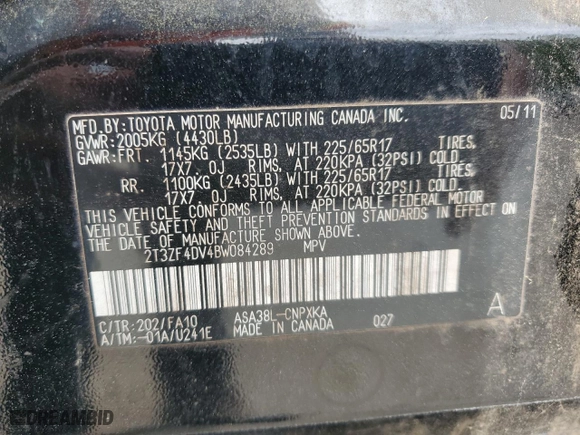 MFD.BY:TOYOTA MOTOR MANUFACTURING CANADA INC. 05/11
GVWR:2005KG (4430LB)
GAWR:FRT. 1145KG (2535LB) WITH 225/65R17 TIRES,
17X7.0J RIMS, AT 220KPA (32PSI) COLD.
RR. 1100KG (2435LB) WITH 225/65R17 TIRES,
17X7.0J RIMS, AT 220KPA (32PSI) COLD.
THIS VEHICLE CONFORMS TO ALL APPLICABLE FEDERAL MOTOR
VEHICLE SAFETY AND THEFT PREVENTION STANDARDS IN EFFECT ON
THE DATE OF MANUFACTURE SHOWN ABOVE.
2T3ZF4DV4BW084289 MPV
A
C/TR:202/FA10 ASA38L-CNPXKA
A/TM:-01A/U241E MADE IN CANADA 027
DREAMBID